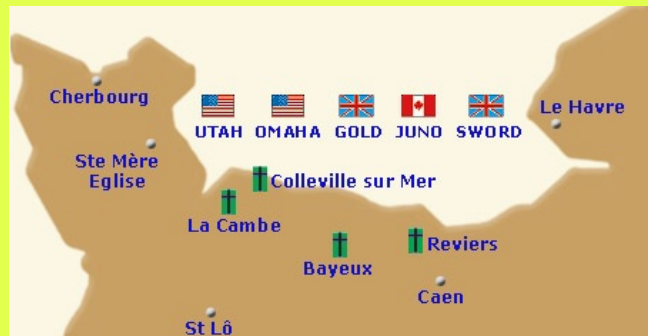 Cherbourg
Le Havre
UTAH OMAHA GOLD JUNO SWORD
Ste Mère
Eglise
Colleville sur Mer
La Cambe
Bayeux
Reviers
Caen
St Lô